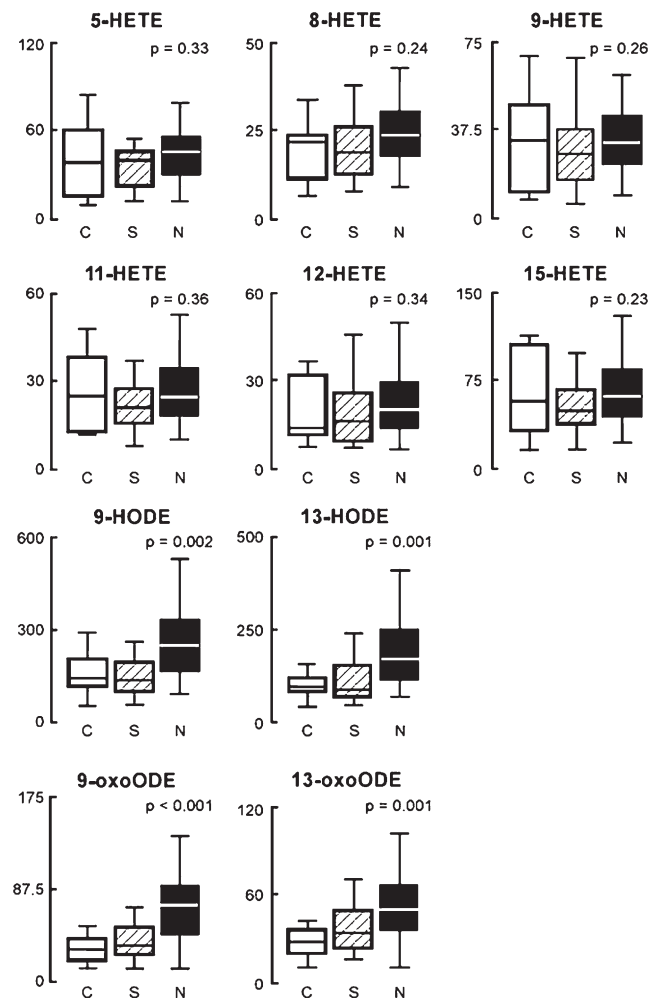 5-HETE 8-HETE 9-HETE
120 p = 0.33 50 p = 0.24 75 p = 0.26
60 25 37.5
0 0 0
C S N C S N C S N
11-HETE 12-HETE 15-HETE
60 p = 0.36 60 p = 0.34 150 p = 0.23
30 30 75
0 0 0
C S N C S N C S N
9-HODE 13-HODE
600 p = 0.002 500 p = 0.001
300 250
0 0
C S N C S N
9-oxoODE 13-oxoODE
175 p < 0.001 120 p = 0.001
87.5 60
0 0
C S N C S N